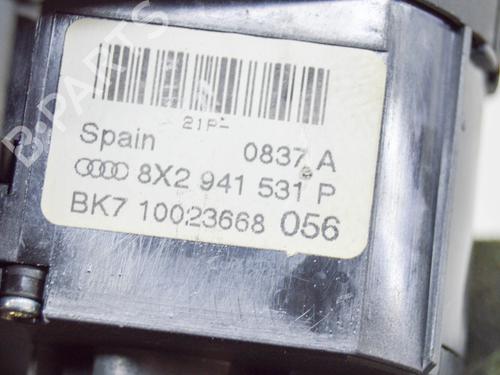 21P-
Spain 0837 A
8X2 941 531 P
BK7 10023668 056
B-PARTS